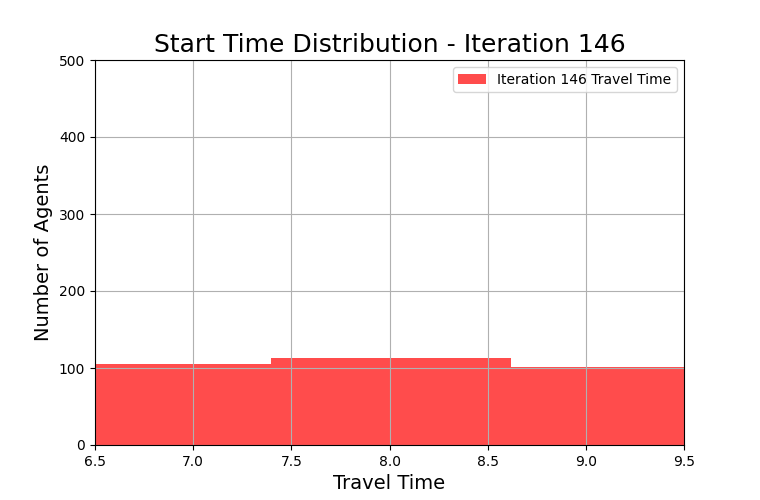 Start Time Distribution - Iteration 146
500
400
300
200
100
0
Number of Agents
Iteration 146 Travel Time
6.5 7.0 7.5 8.0 8.5 9.0 9.5
Travel Time